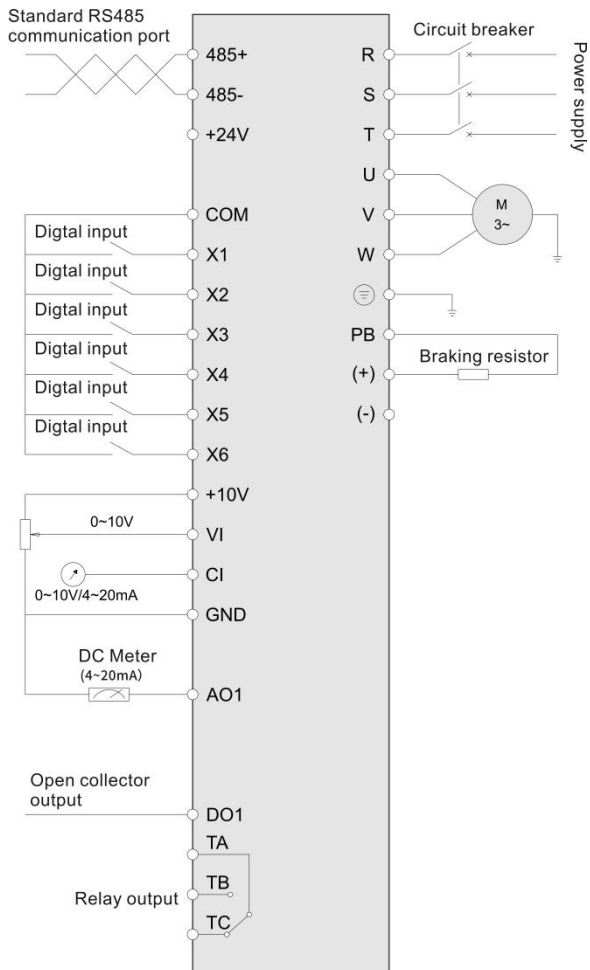 Standard RS485
communication port
Circuit breaker
Power supply
485+
R
485-
S
+24V
T
U
COM
V
M
3~
Digtal input
X1
W
Digtal input
X2
Digtal input
X3
PB
Digtal input
X4
(+)
Braking resistor
Digtal input
X5
(-)
Digtal input
X6
+10V
0~10V
VI
CI
0~10V/4~20mA
GND
DC Meter
(4~20mA)
AO1
Open collector
output
DO1
TA
TB
Relay output
TC